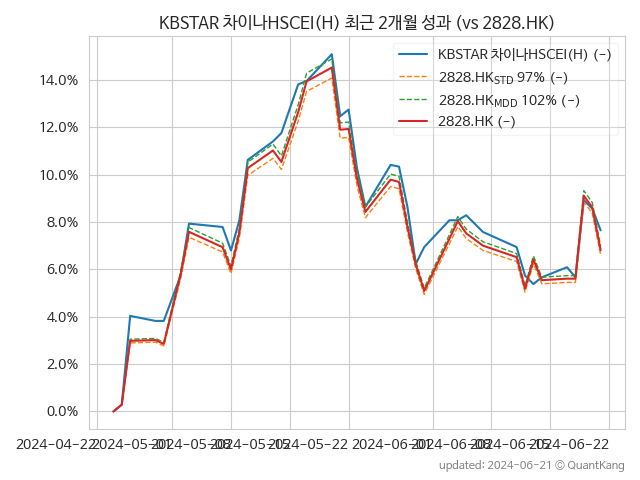 KBSTAR 차이나HSCEI(H) 최근 2개월 성과 (vs 2828.HK)
KBSTAR 차이나HSCEI(H) (-)
2828.HK_STD 97% (-)
2828.HK_MDD 102% (-)
2828.HK (-)
14.0%
12.0%
10.0%
8.0%
6.0%
4.0%
2.0%
0.0%
2024-04-22 2024-05-01 2024-05-08 2024-05-15 2024-05-22 2024-06-01 2024-06-08 2024-06-15 2024-06-22
updated: 2024-06-21 © QuantKang